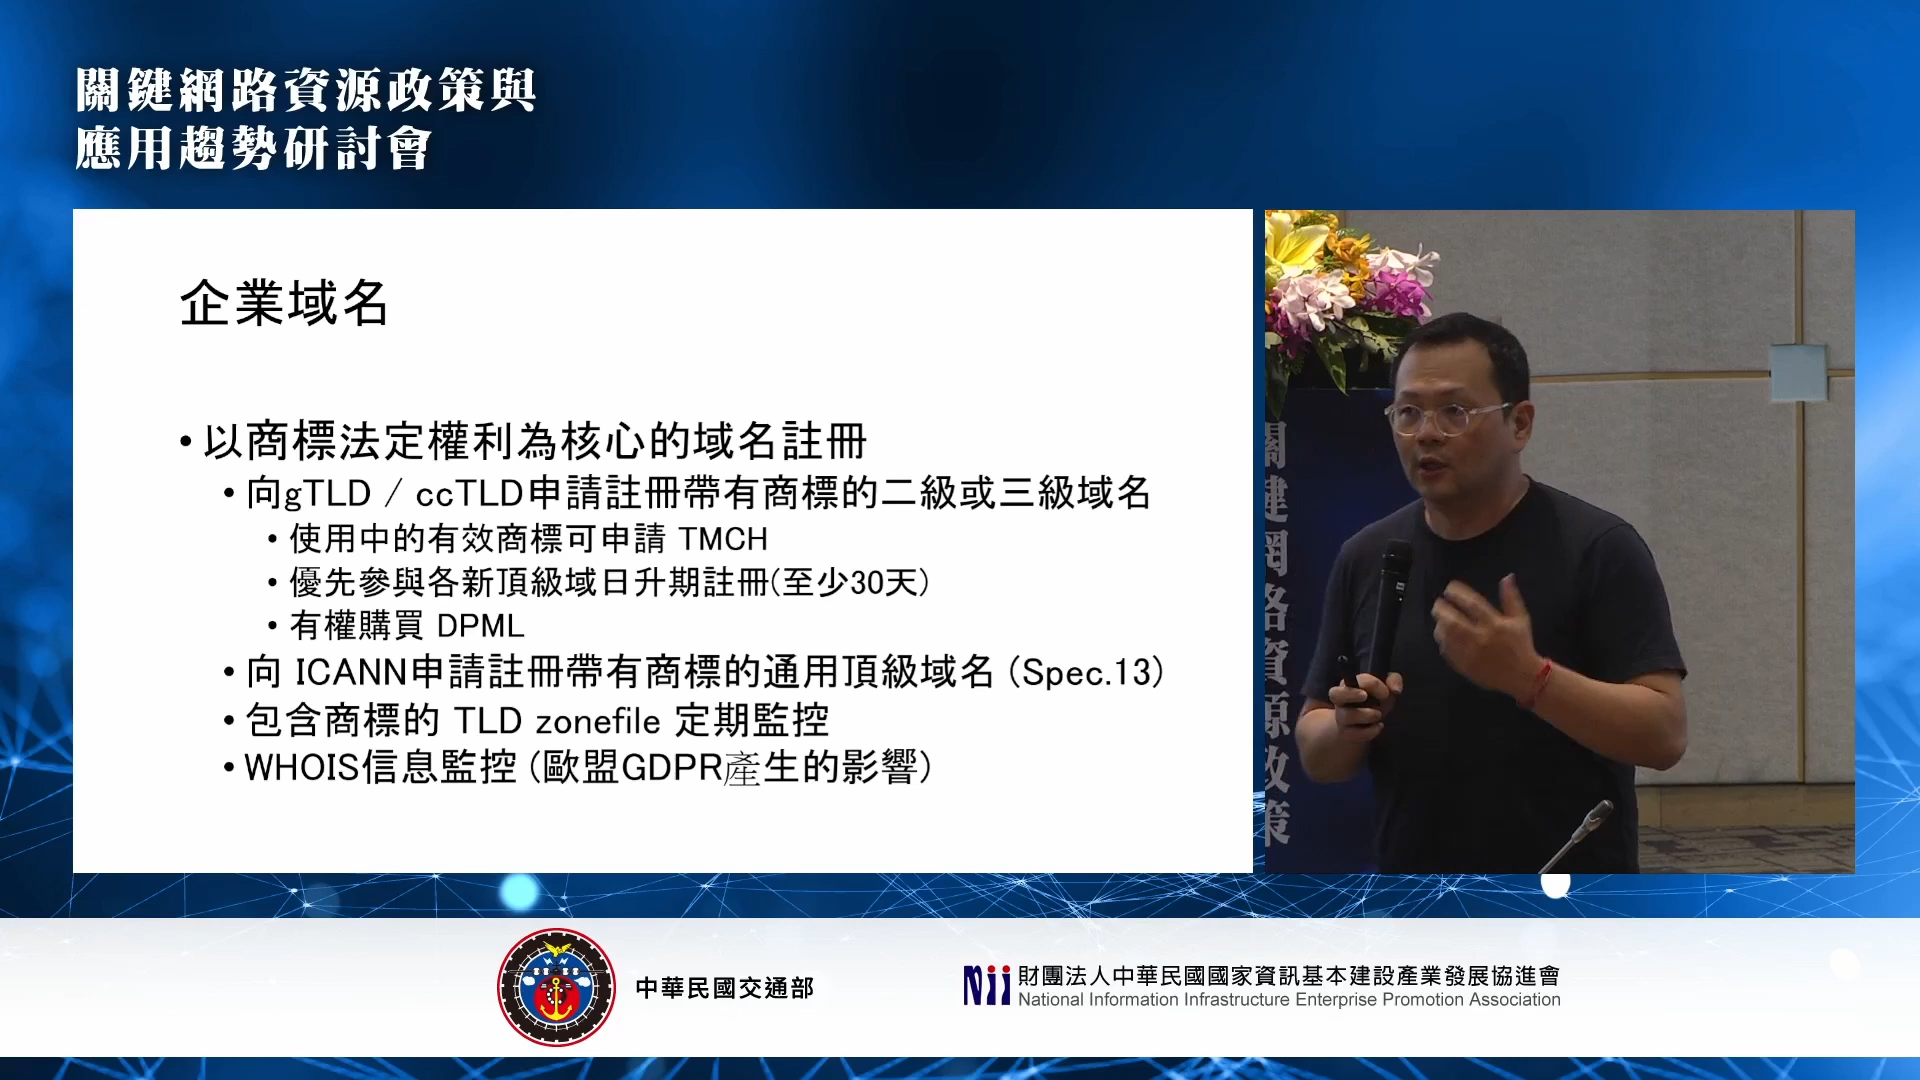 關鍵網路資源政策與
應用趨勢研討會
企業域名
• 以商標法定權利為核心的域名註冊
• 向gTLD / ccTLD申請註冊帶有商標的二級或三級域名
• 使用中的有效商標可申請 TMCH
• 優先參與各新頂級域日升期註冊(至少30天)
• 有權購買 DPML
• 向 ICANN申請註冊帶有商標的通用頂級域名 (Spec.13)
• 包含商標的 TLD zonefile 定期監控
• WHOIS信息監控 (歐盟GDPR產生的影響)
關鍵網路資源政策
中華民國交通部
nii 財團法人中華民國國家資訊基本建設產業發展協進會
National Information Infrastructure Enterprise Promotion Association